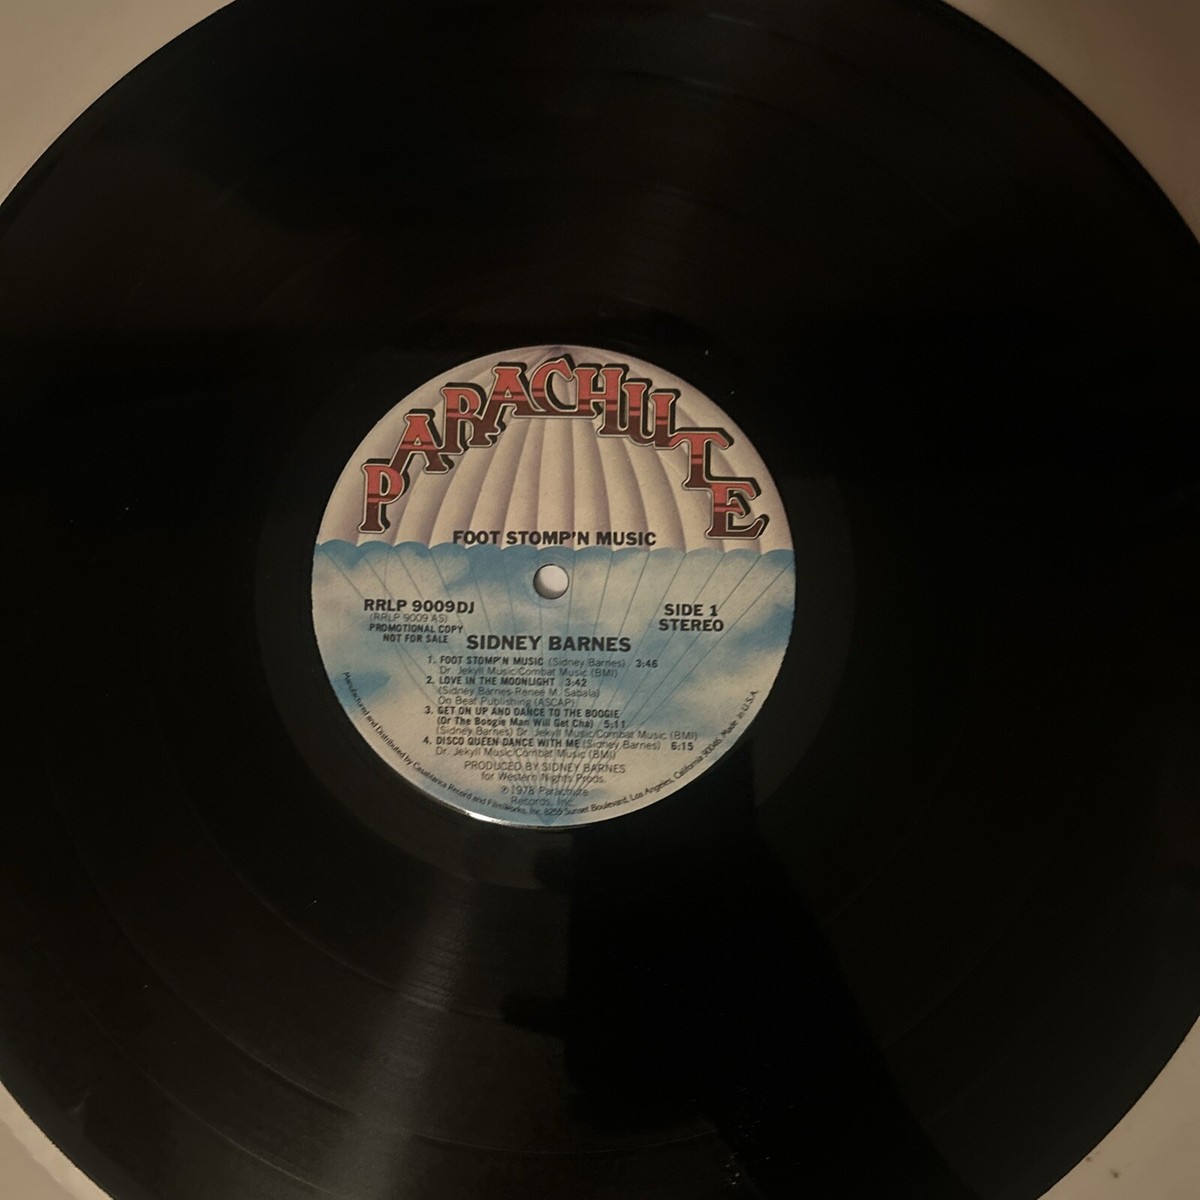 PARACHUTE
FOOT STOMP'N MUSIC
RRLP 9009DJ
(RRLP 9009 AS)
PROMOTIONAL COPY
NOT FOR SALE
SIDE 1
STEREO
SIDNEY BARNES
1. FOOT STOMP'N MUSIC (Sidney Barnes) 3:46
Dr. Jekyll Music/Combat Music (BMI)
2. LOVE IN THE MOONLIGHT 3:42
(Sidney Barnes-Renee M. Sabala)
On Beat Publishing (ASCAP)
3. GET ON UP AND DANCE TO THE BOOGIE
(Or The Boogie Man Will Get Cha) 5:11
(Sidney Barnes) Dr. Jekyll Music/Combat Music (BMI)
4. DISCO QUEEN DANCE WITH ME (Sidney Barnes) 6:15
Dr. Jekyll Music/Combat Music (BMI)
PRODUCED BY SIDNEY BARNES
for Western Nights Prods.
℗ 1978 Parachute
Records, Inc.
Manufactured and Distributed by Casablanca Record and FilmWorks, Inc. 8255 Sunset Boulevard, Los Angeles, California 90046 Made in U.S.A.